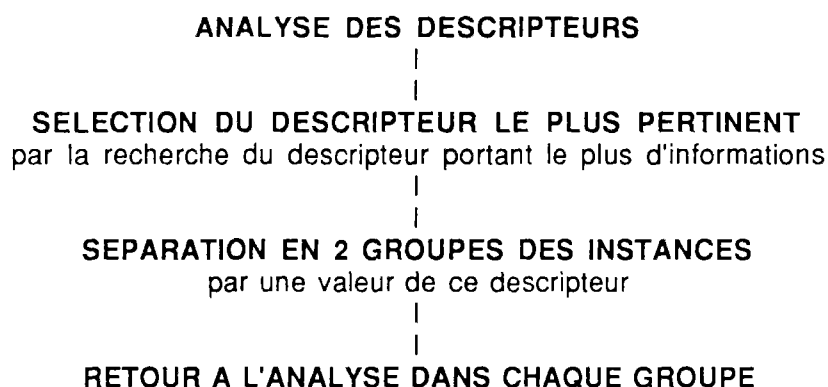 ANALYSE DES DESCRIPTEURS
SELECTION DU DESCRIPTEUR LE PLUS PERTINENT
par la recherche du descripteur portant le plus d'informations
SEPARATION EN 2 GROUPES DES INSTANCES
par une valeur de ce descripteur
RETOUR A L'ANALYSE DANS CHAQUE GROUPE